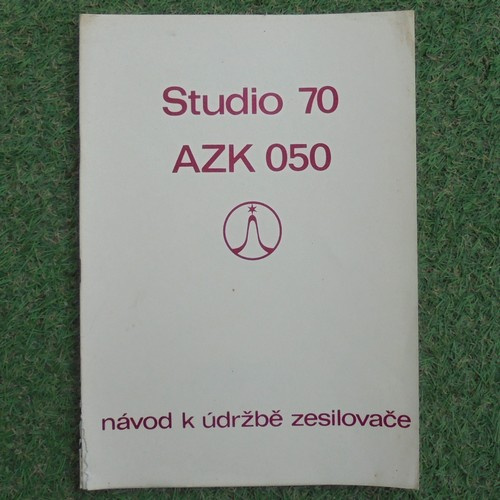 Studio 70
AZK 050
návod k údržbě zesilovače